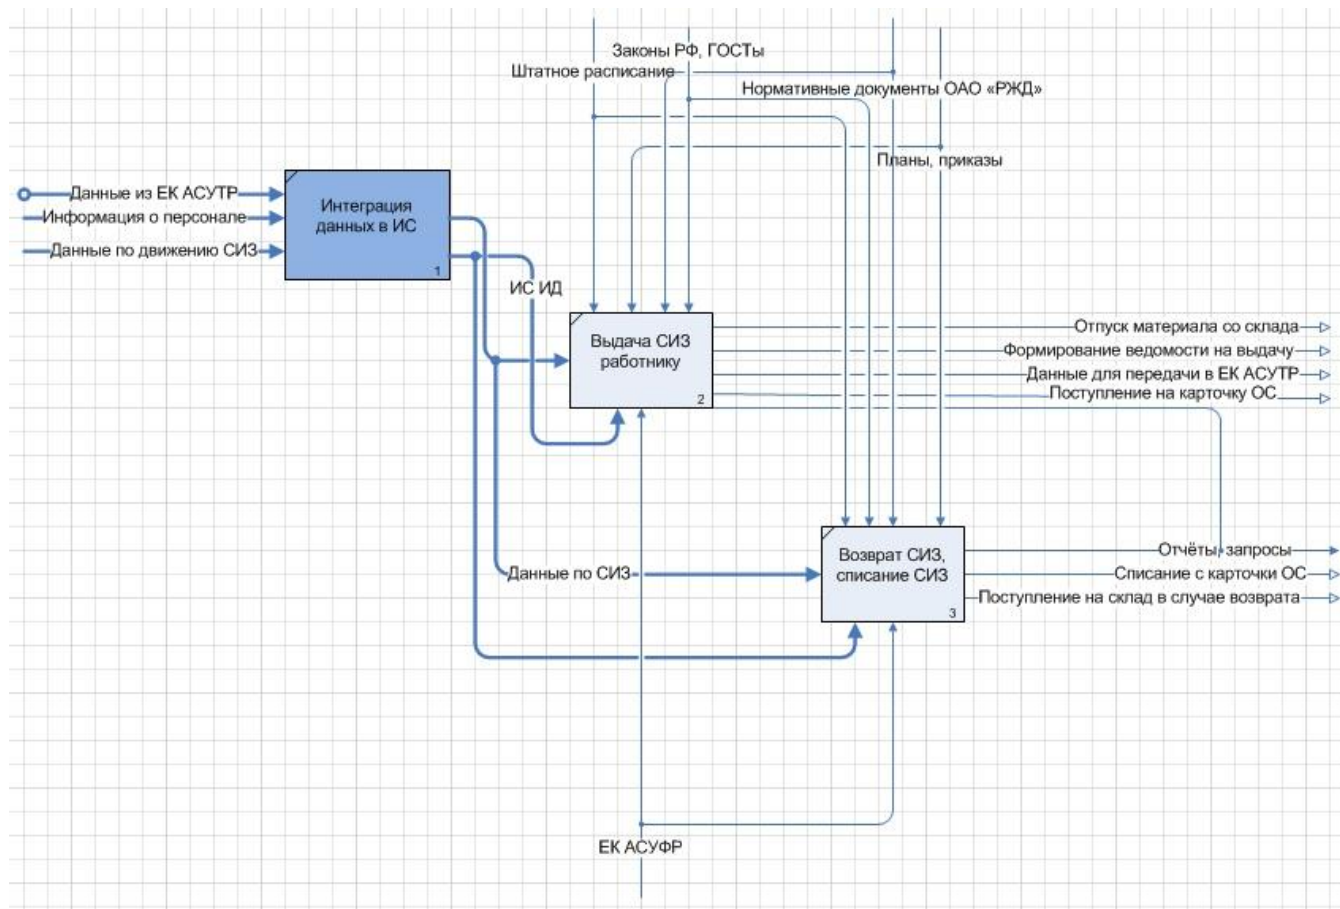 Законы РФ, ГОСТы
Штатное расписание
Нормативные документы ОАО «РЖД»
Планы, приказы
Данные из ЕК АСУТР
Информация о персонале
Данные по движению СИЗ
Интеграция
данных в ИС
1
ИС ИД
Выдача СИЗ
работнику
2
Отпуск материала со склада
Формирование ведомости на выдачу
Данные для передачи в ЕК АСУТР
Поступление на карточку ОС
Данные по СИЗ
Возврат СИЗ,
списание СИЗ
3
Отчёты, запросы
Списание с карточки ОС
Поступление на склад в случае возврата
ЕК АСУФР